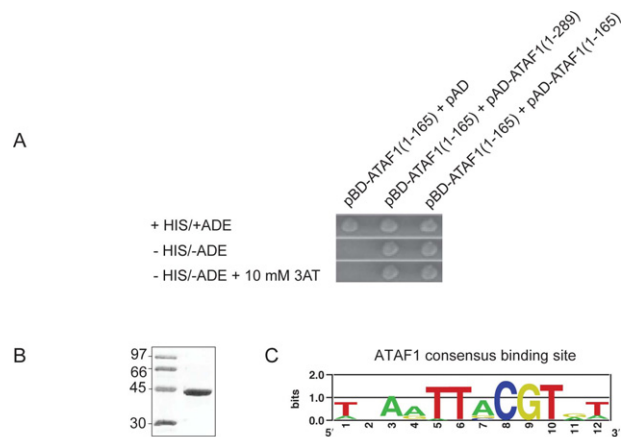 A
pBD-ATAF1(1-165) + pAD
pBD-ATAF1(1-165) + pAD-ATAF1(1-289)
pBD-ATAF1(1-165) + pAD-ATAF1(1-165)
+ HIS/+ADE
- HIS/-ADE
- HIS/-ADE + 10 mM 3AT
B
97
66
45
30
C
ATAF1 consensus binding site
bits
2.0
1.0
0.0
T AATTACGT T
5′ 1 2 3 4 5 6 7 8 9 10 11 12 3′